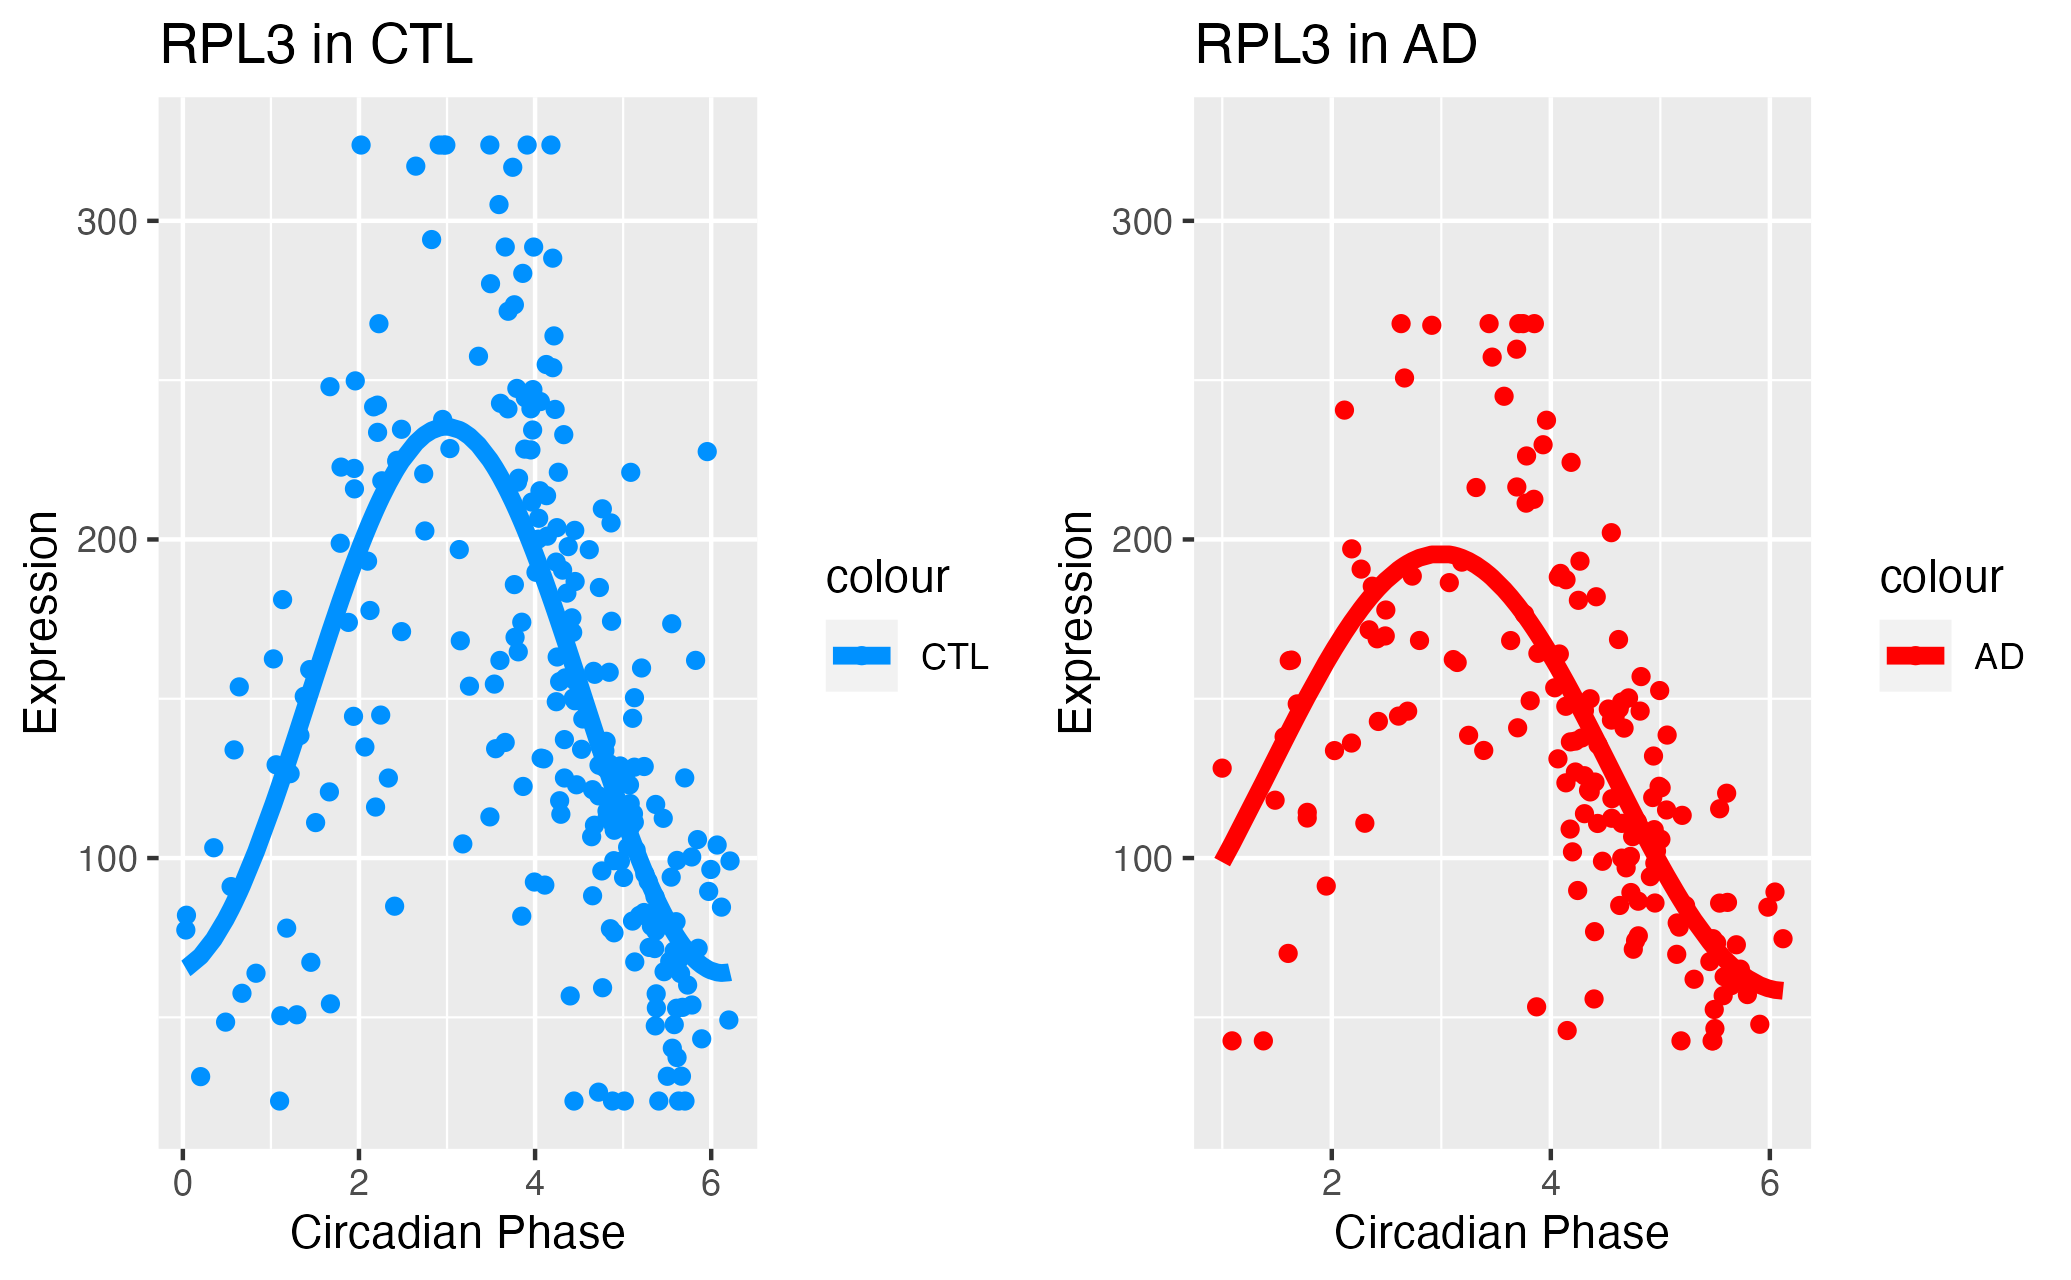 RPL3 in CTL
300
200
100
Expression
0 2 4 6
Circadian Phase
colour
CTL
RPL3 in AD
300
200
100
Expression
2 4 6
Circadian Phase
colour
AD